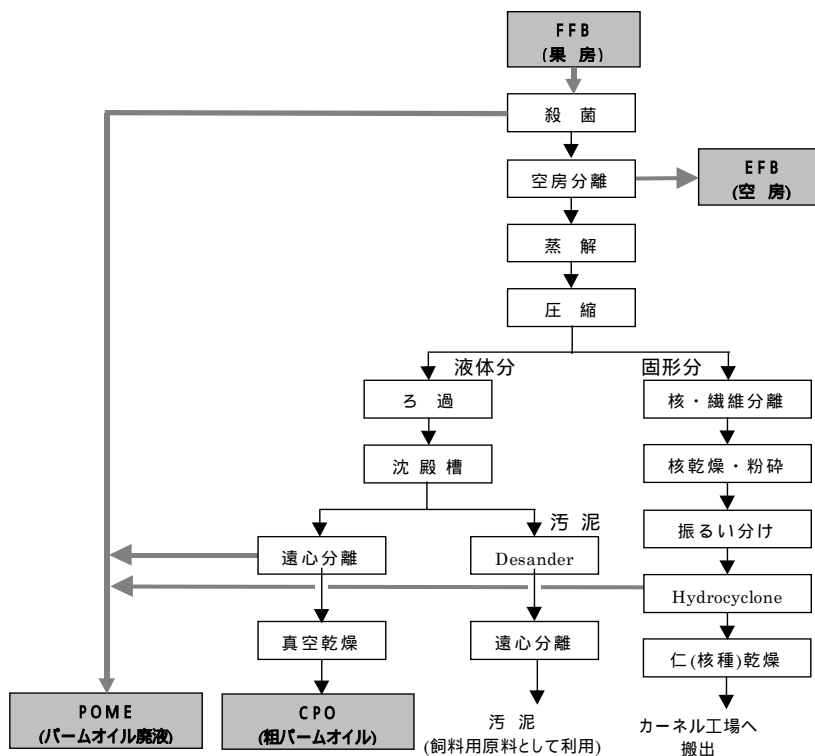 FFB
(果 房)
殺 菌
空房分離
EFB
(空 房)
蒸 解
圧 縮
液体分
固形分
ろ 過
核・繊維分離
沈殿槽
核乾燥・粉砕
汚 泥
振るい分け
遠心分離
Desander
Hydrocyclone
真空乾燥
遠心分離
仁(核種)乾燥
POME
(パームオイル廃液)
CPO
(粗パームオイル)
汚 泥
(飼料用原料として利用)
カーネル工場へ
搬出